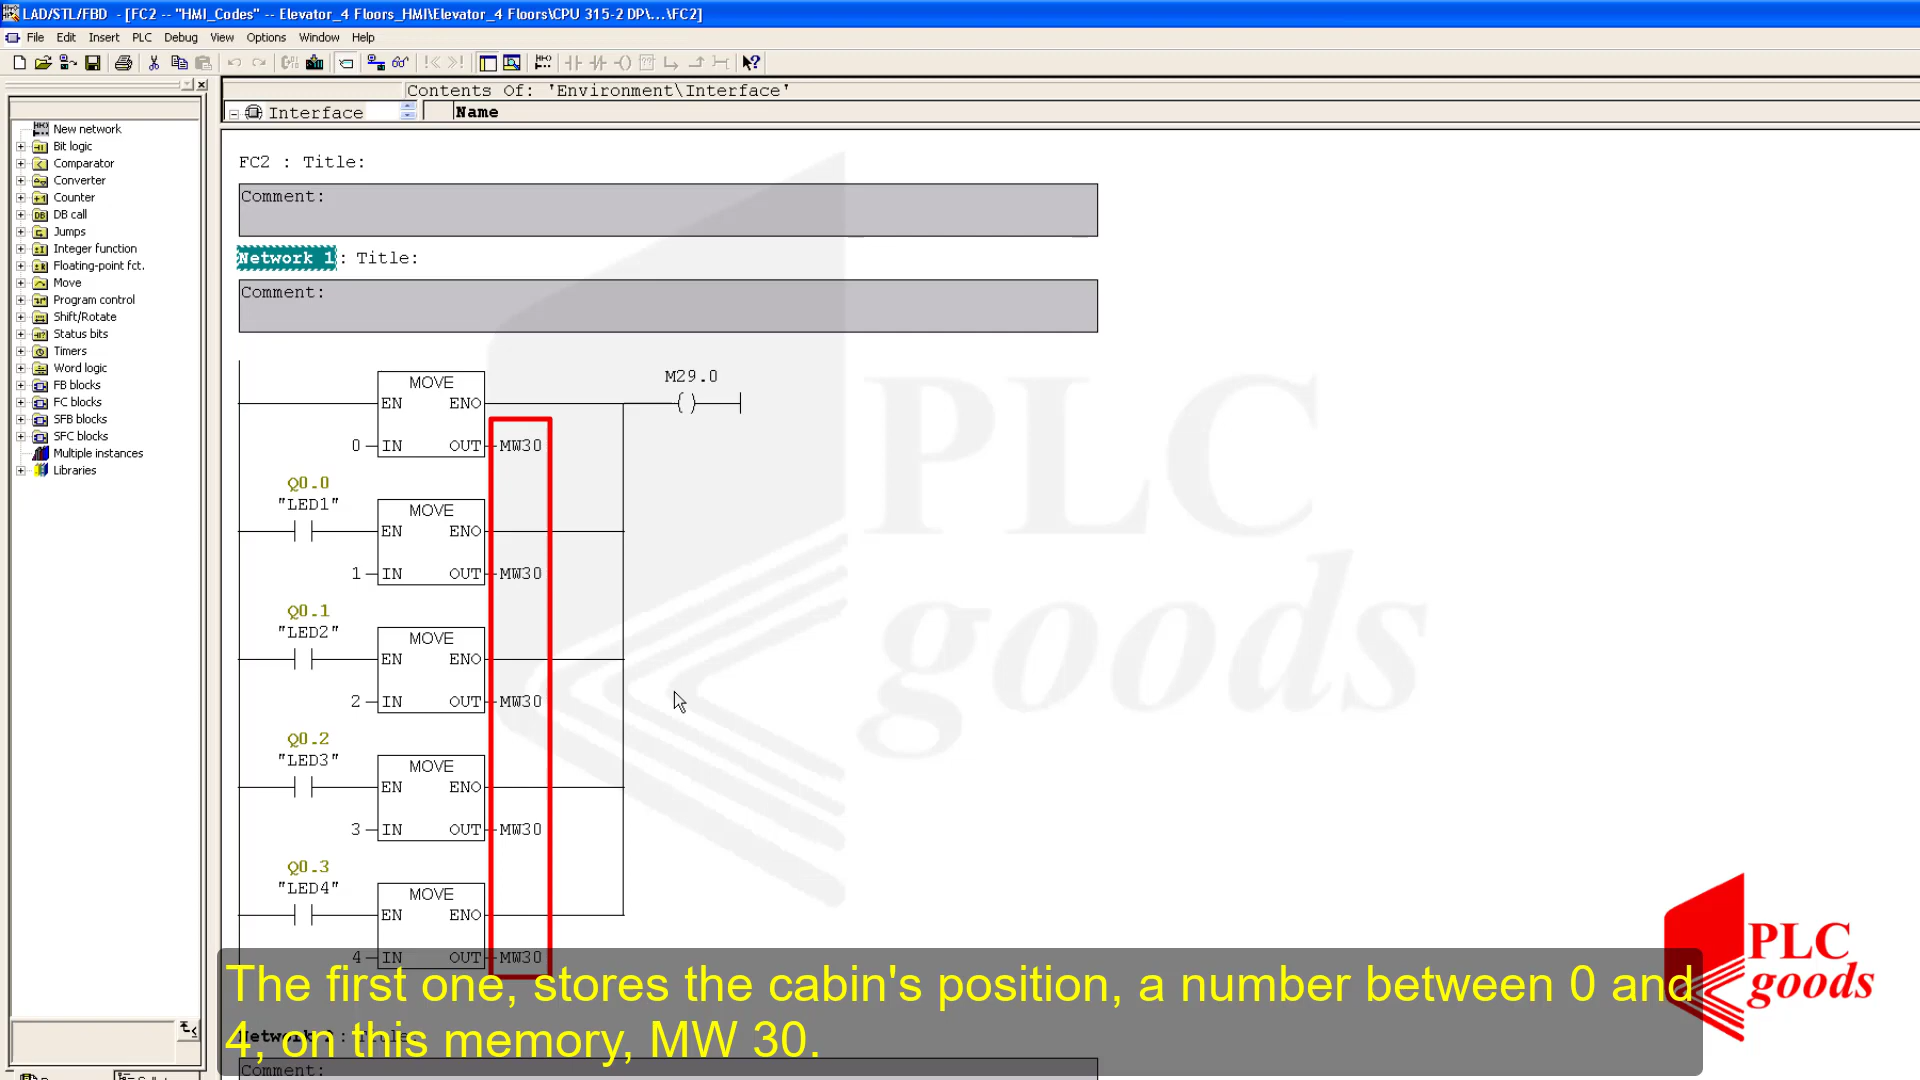 LAD/STL/FBD - [FC2 -- "HMI_Codes" -- Elevator_4 Floors_HMI\Elevator_4 Floors\CPU 315-2 DP\...\FC2]
File Edit Insert PLC Debug View Options Window Help
Contents Of: 'Environment\Interface'
Interface
Name
New network
Bit logic
Comparator
Converter
Counter
DB call
Jumps
Integer function
Floating-point fct.
Move
Program control
Shift/Rotate
Status bits
Timers
Word logic
FB blocks
FC blocks
SFB blocks
SFC blocks
Multiple instances
Libraries
FC2 : Title:
Comment:
Network 1: Title:
Comment:
MOVE
M29.0
EN ENO
( )
0 IN OUT MW30
Q0.0
"LED1"
MOVE
EN ENO
1 IN OUT MW30
Q0.1
"LED2"
MOVE
EN ENO
2 IN OUT MW30
Q0.2
"LED3"
MOVE
EN ENO
3 IN OUT MW30
Q0.3
"LED4"
MOVE
EN ENO
4 IN OUT MW30
PLC
goods
The first one, stores the cabin's position, a number between 0 and
4, on this memory, MW 30.
Comment:
PLC
goods